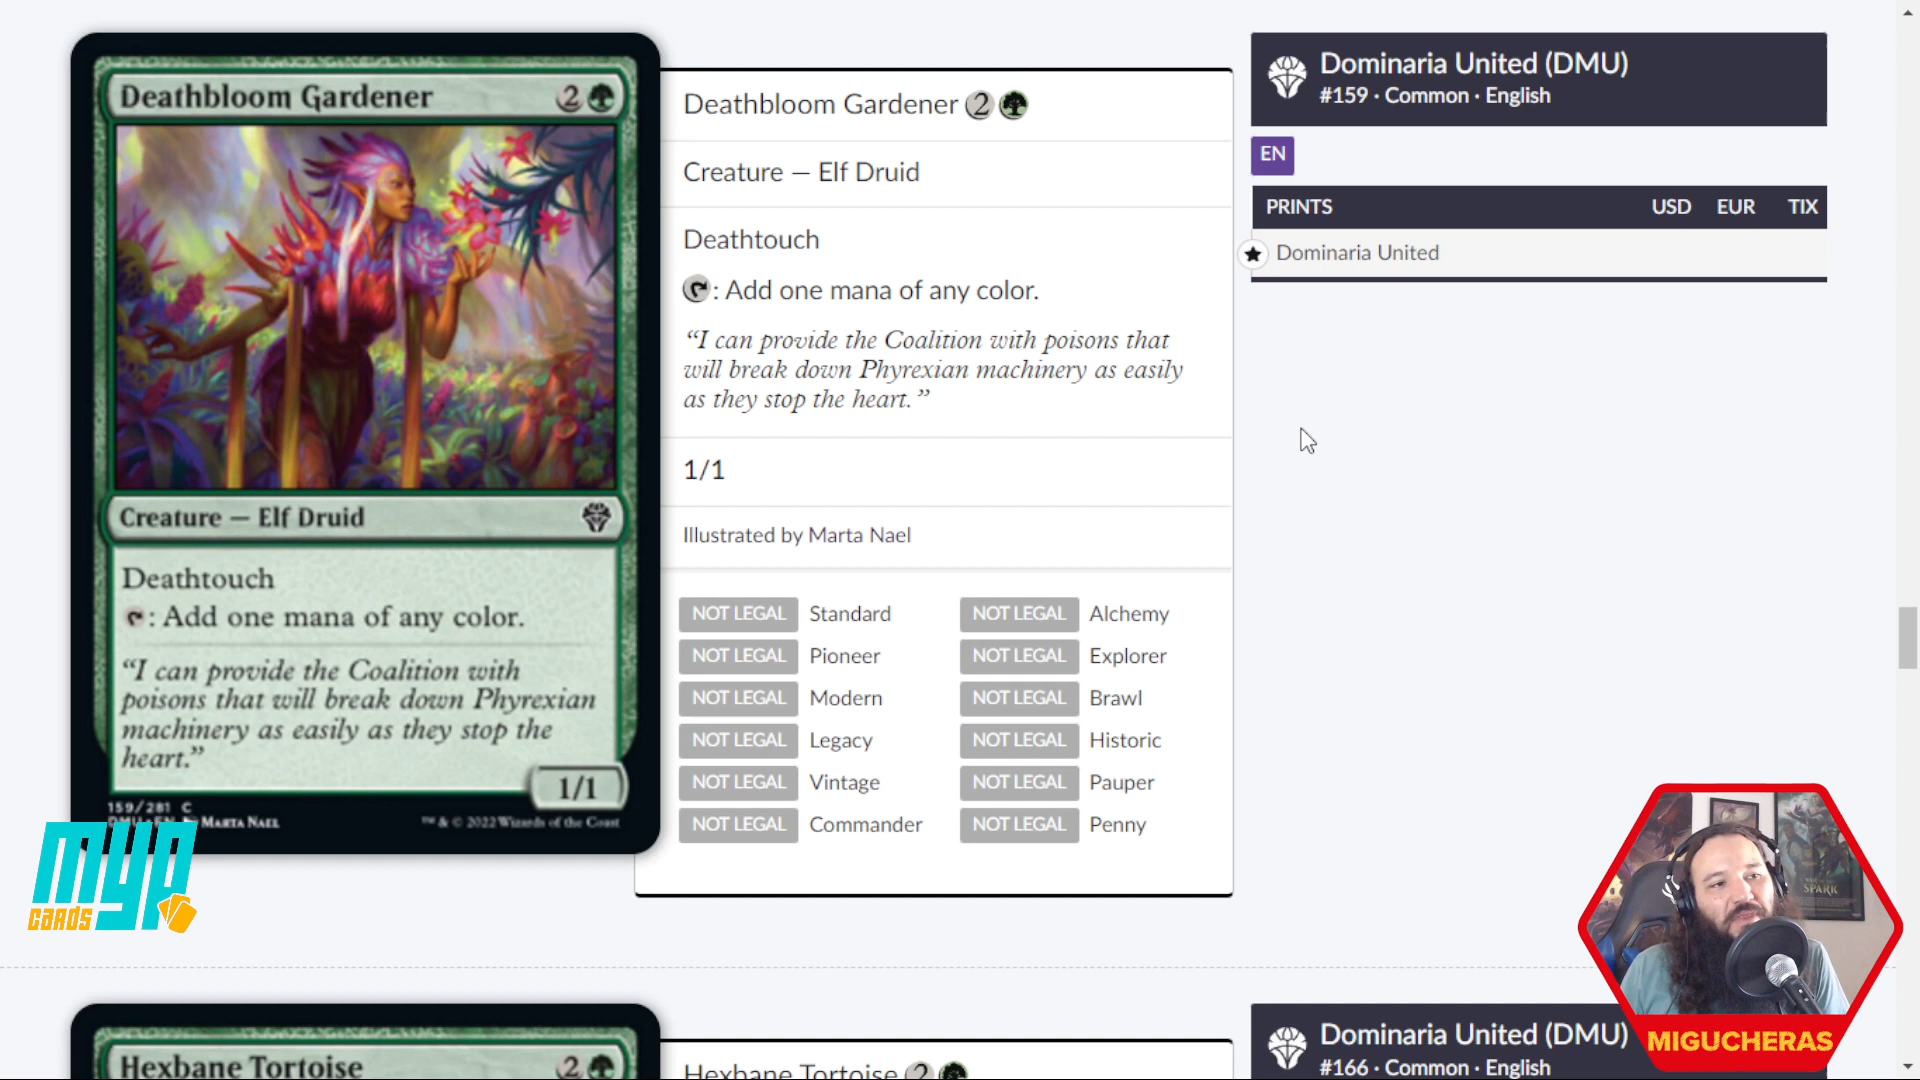 Deathbloom Gardener 2
Creature — Elf Druid
Deathtouch
: Add one mana of any color.
“I can provide the Coalition with
poisons that will break down Phyrexian
machinery as easily as they stop the
heart.”
1/1
159/281 C
DMU • EN Marta Nael
™ & © 2022 Wizards of the Coast
myp
cards
Deathbloom Gardener 2
Creature — Elf Druid
Deathtouch
: Add one mana of any color.
“I can provide the Coalition with poisons that
will break down Phyrexian machinery as easily
as they stop the heart.”
1/1
Illustrated by Marta Nael
NOT LEGAL Standard NOT LEGAL Alchemy
NOT LEGAL Pioneer NOT LEGAL Explorer
NOT LEGAL Modern NOT LEGAL Brawl
NOT LEGAL Legacy NOT LEGAL Historic
NOT LEGAL Vintage NOT LEGAL Pauper
NOT LEGAL Commander NOT LEGAL Penny
Dominaria United (DMU)
#159 · Common · English
EN
PRINTS USD EUR TIX
Dominaria United
SPARK
MIGUCHERAS
Hexbane Tortoise 2
Hexbane Tortoise 2
Dominaria United (DMU)
#166 · Common · English